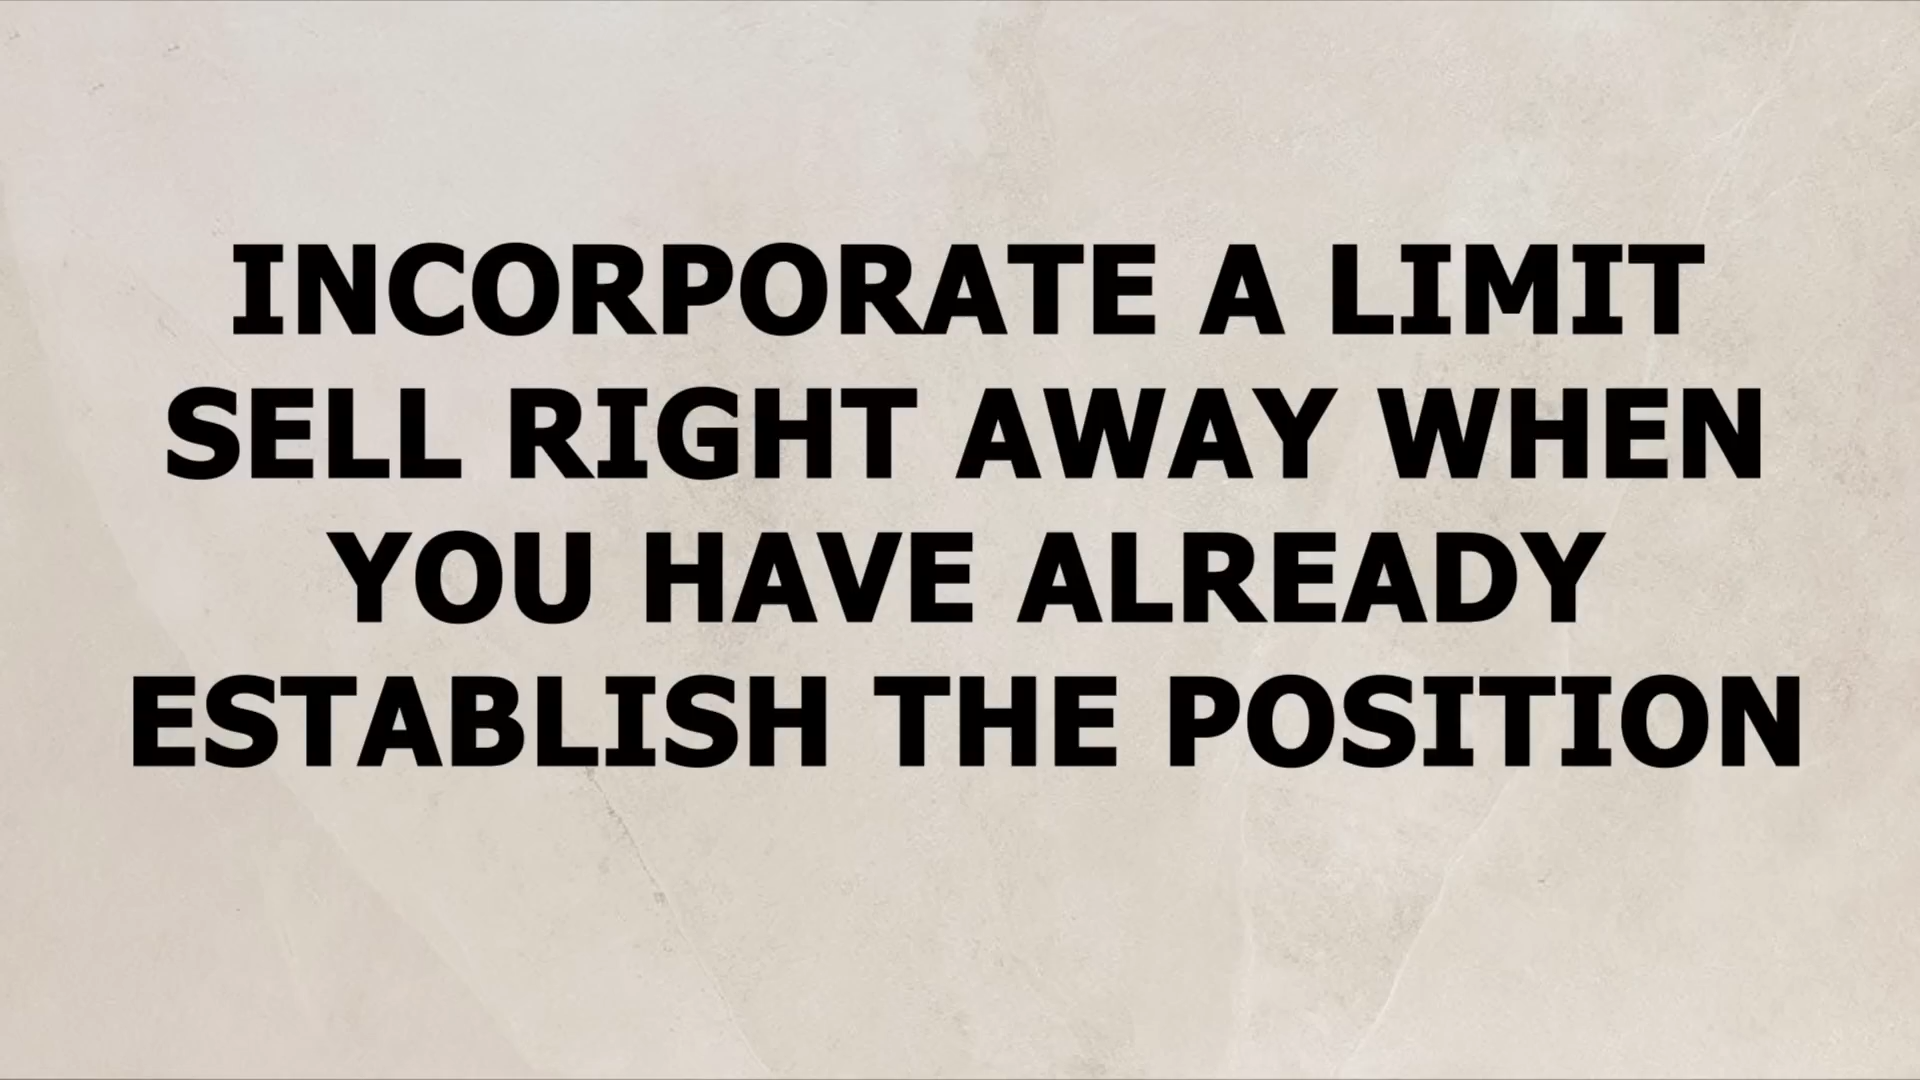 INCORPORATE A LIMIT
SELL RIGHT AWAY WHEN
YOU HAVE ALREADY
ESTABLISH THE POSITION